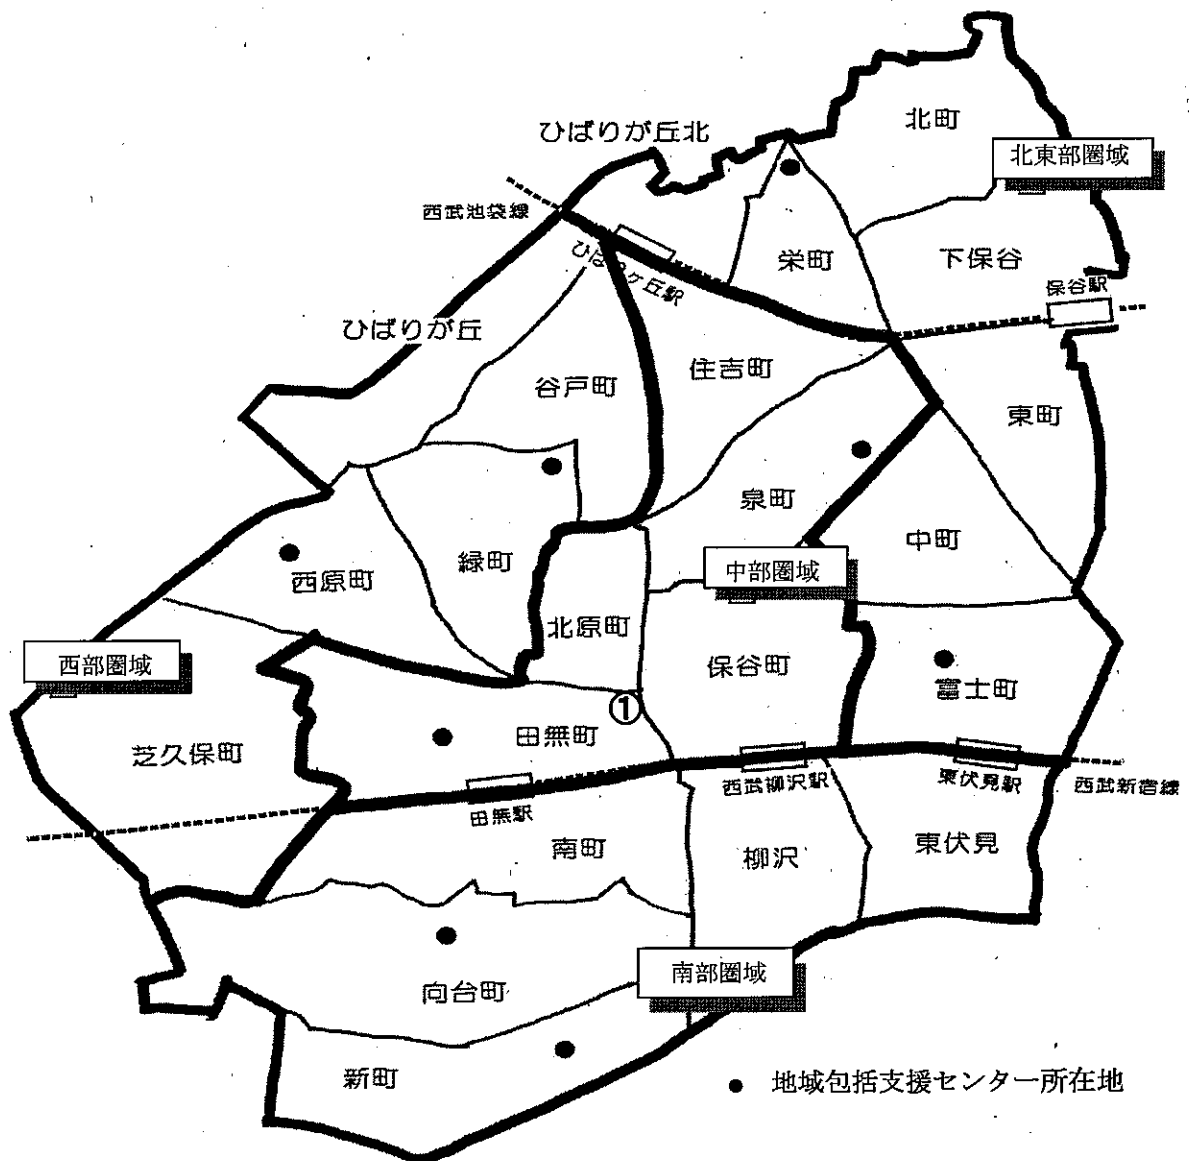 北町
ひばりが丘北
北東部圏域
西武池袋線
栄町
下保谷
ひばりヶ丘駅
保谷駅
ひばりが丘
住吉町
谷戸町
東町
泉町
中町
緑町
西原町
中部圏域
北原町
西部圏域
保谷町
富士町
①
田無町
芝久保町
西武柳沢駅
東伏見駅
西武新宿線
田無駅
南町
柳沢
東伏見
南部圏域
向台町
新町
● 地域包括支援センター所在地